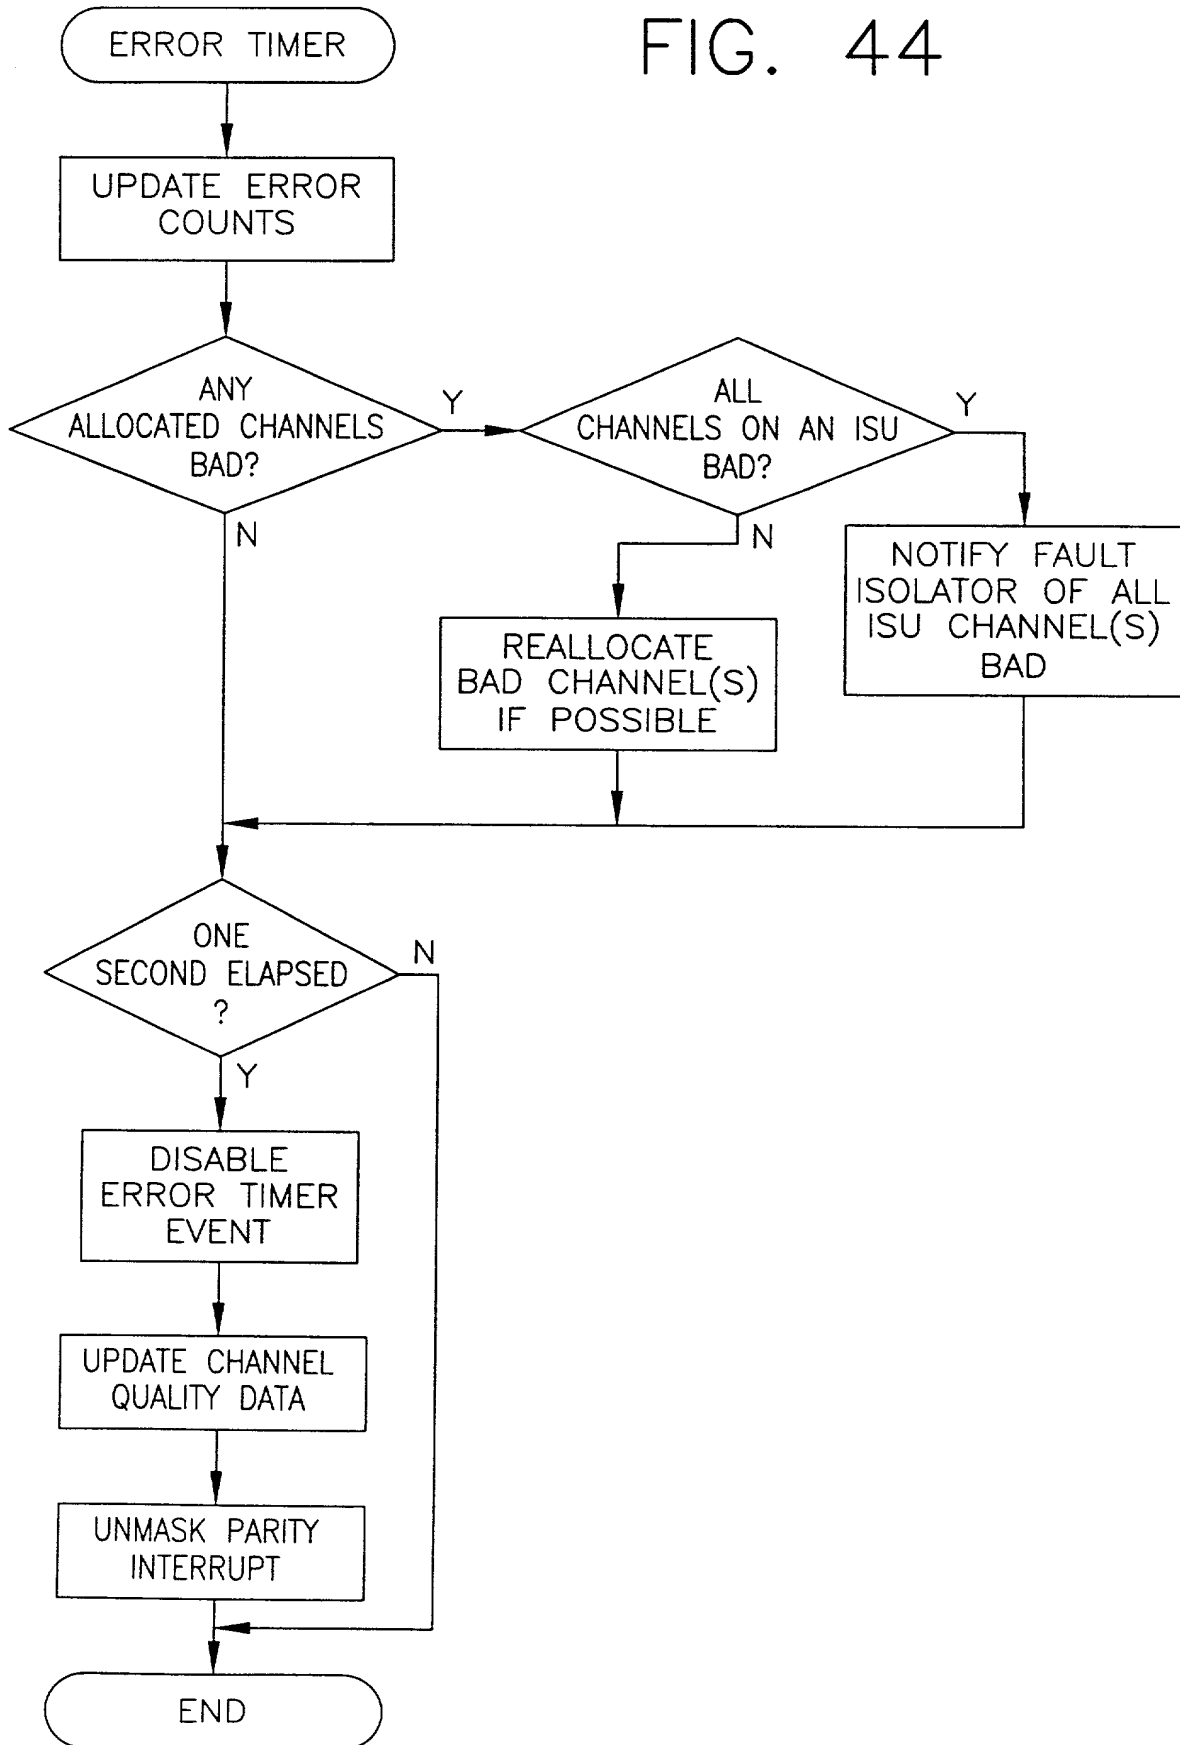 FIG. 44
ERROR TIMER
UPDATE ERROR
COUNTS
ANY
ALLOCATED CHANNELS
BAD?
Y
N
ALL
CHANNELS ON AN ISU
BAD?
Y
N
NOTIFY FAULT
ISOLATOR OF ALL
ISU CHANNEL(S)
BAD
REALLOCATE
BAD CHANNEL(S)
IF POSSIBLE
ONE
SECOND ELAPSED
?
N
Y
DISABLE
ERROR TIMER
EVENT
UPDATE CHANNEL
QUALITY DATA
UNMASK PARITY
INTERRUPT
END